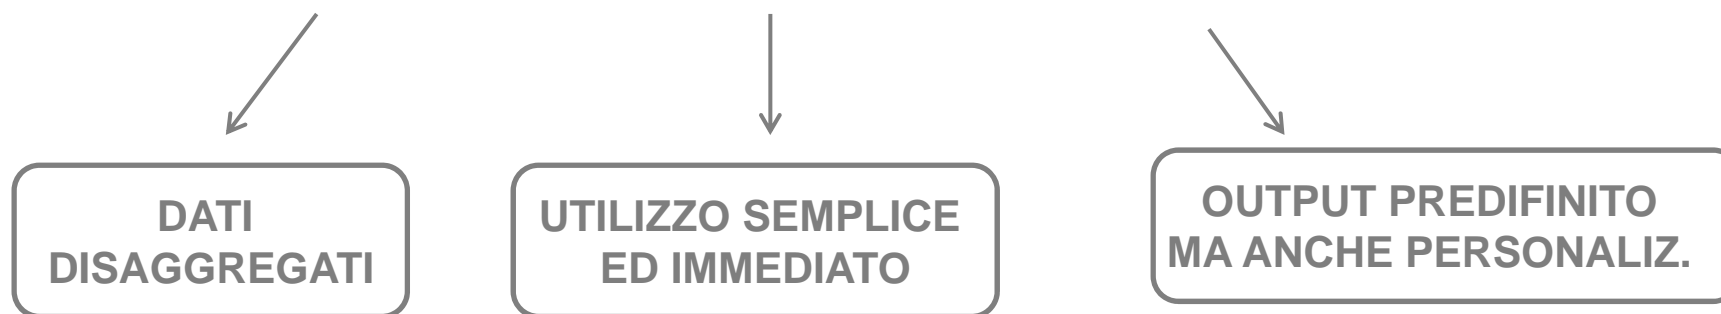 DATI
DISAGGREGATI
UTILIZZO SEMPLICE
ED IMMEDIATO
OUTPUT PREDIFINITO
MA ANCHE PERSONALIZ.